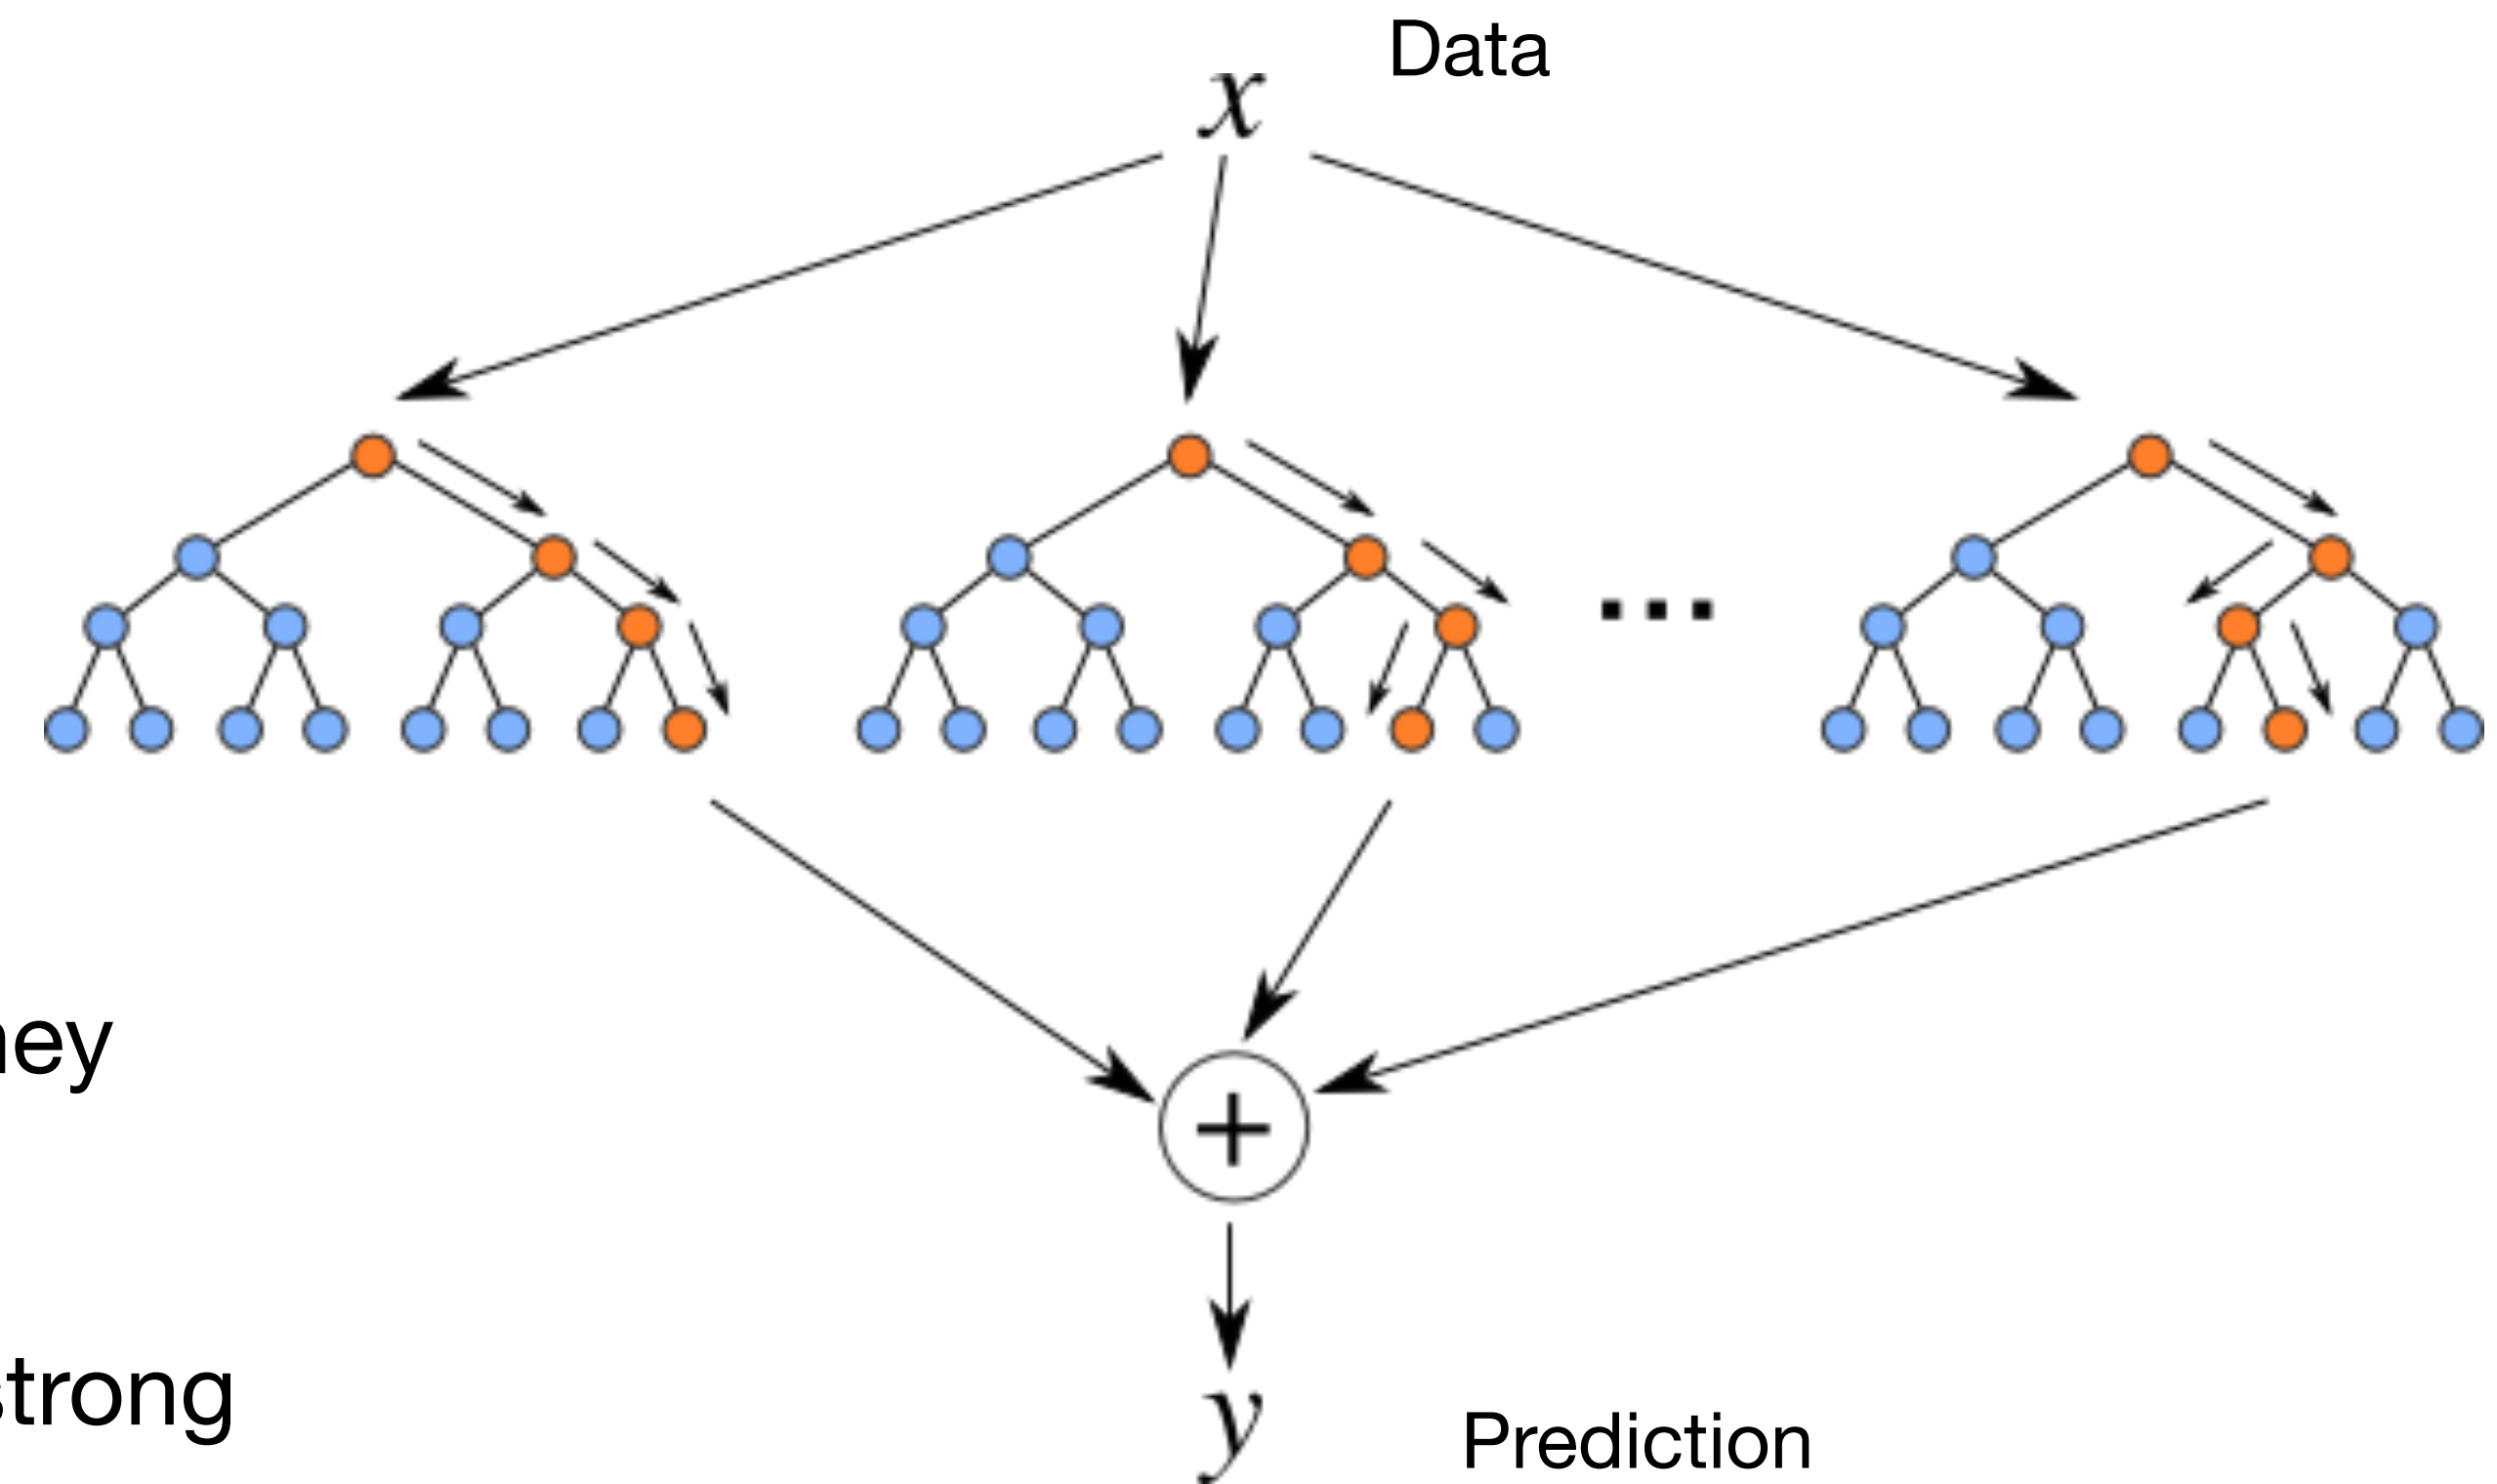 Data
x
...
ney
+
strong
y
Prediction